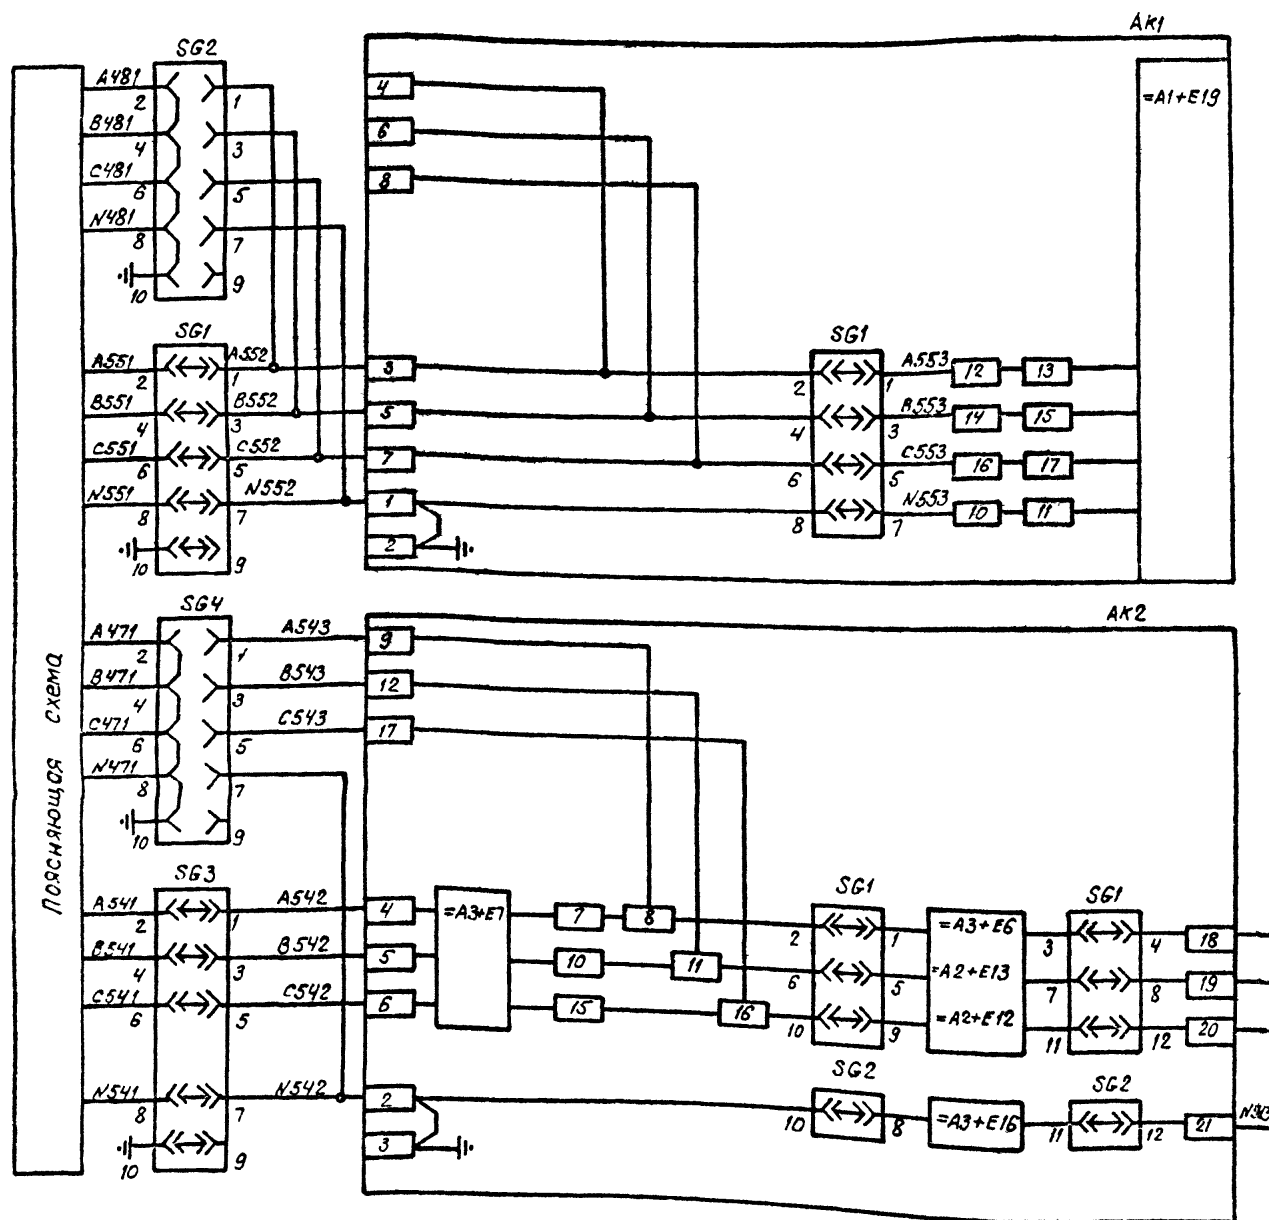 AK1
SG2
A481
2
1
4
=A1+E19
B481
4
3
6
C481
6
5
8
N481
8
7
10
9
SG1
SG1
A551
2
A552
1
3
2
1
A553
12
13
B551
4
B552
3
5
4
3
B553
14
15
C551
6
C552
5
7
6
5
C553
16
17
N551
8
N552
7
1
8
7
N553
10
11
10
9
2
SG4
AK2
A471
2
1
A543
9
B471
4
3
B543
12
C471
6
5
C543
17
N471
8
7
10
9
Поясняющая схема
SG3
SG1
SG1
A541
2
1
A542
4
=A3+E7
7
8
2
1
=A3+E6
3
4
18
B541
4
3
B542
5
10
11
6
5
=A2+E13
7
8
19
C541
6
5
C542
6
15
16
10
9
=A2+E12
11
12
20
SG2
SG2
N541
8
7
N542
2
10
8
=A3+E16
11
12
21
10
9
3